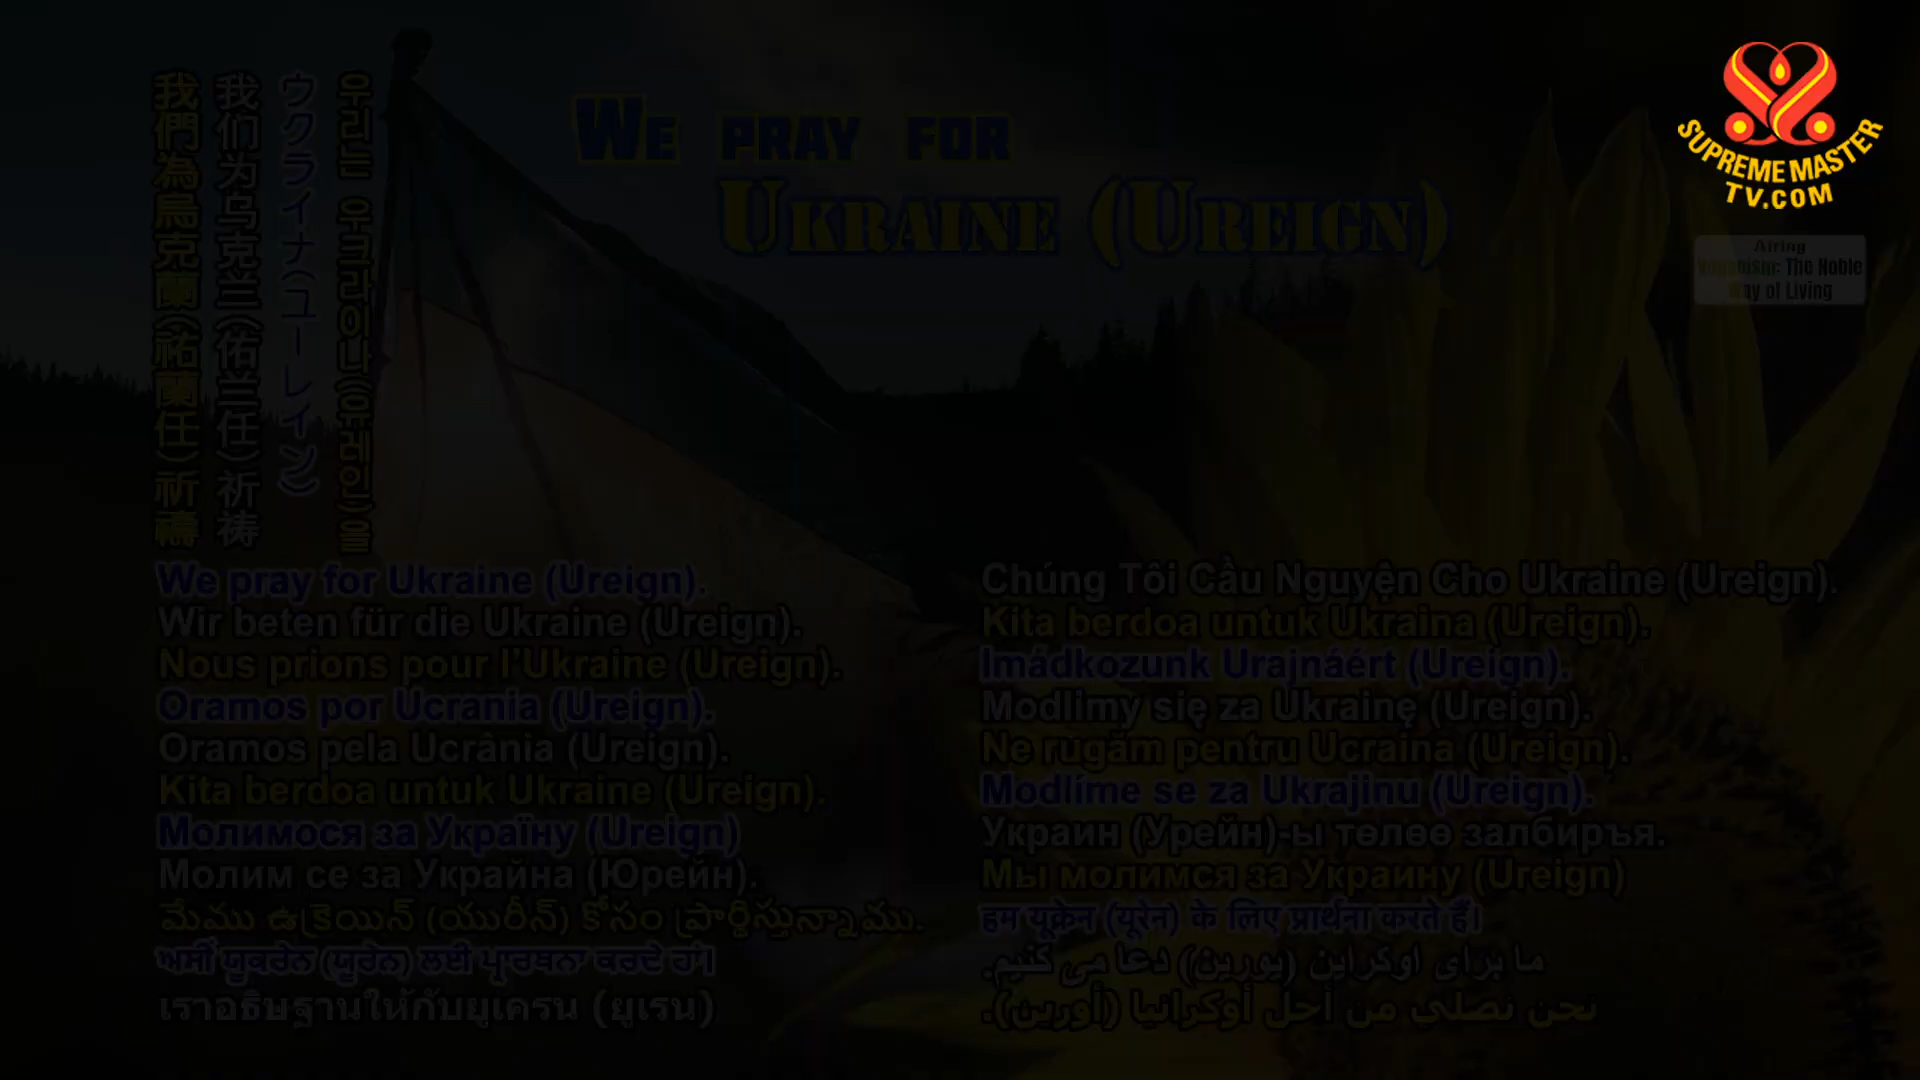 WE PRAY FOR
UKRAINE (UREIGN)
SUPREME MASTER
TV.COM
Airing
Veganism: The Noble
Way of Living
我們為烏克蘭(祐蘭任)祈禱
我们为乌克兰(佑兰任)祈祷
ウクライナ(ユーレイン)
우리는 우크라이나(유레인)을
We pray for Ukraine (Ureign).
Wir beten für die Ukraine (Ureign).
Nous prions pour l’Ukraine (Ureign).
Oramos por Ucrania (Ureign).
Oramos pela Ucrânia (Ureign).
Kita berdoa untuk Ukraine (Ureign).
Молимося за Україну (Ureign)
Молим се за Украйна (Юрейн).
మేము ఉక్రెయిన్ (యురీన్) కోసం ప్రార్థిస్తున్నాము.
ਅਸੀਂ ਯੂਕਰੇਨ (ਯੂਰੇਨ) ਲਈ ਪ੍ਰਾਰਥਨਾ ਕਰਦੇ ਹਾਂ।
เราอธิษฐานให้กับยูเครน (ยูเรน)
Chúng Tôi Cầu Nguyện Cho Ukraine (Ureign).
Kita berdoa untuk Ukraina (Ureign).
Imádkozunk Urajnáért (Ureign).
Modlimy się za Ukrainę (Ureign).
Ne rugăm pentru Ucraina (Ureign).
Modlíme se za Ukrajinu (Ureign).
Украин (Урейн)-ы төлөө залбиръя.
Мы молимся за Украину (Ureign)
हम यूक्रेन (यूरेन) के लिए प्रार्थना करते हैं।
ما برای اوکراین (یورین) دعا می کنیم.
نحن نصلي من أجل أوكرانيا (أورين).